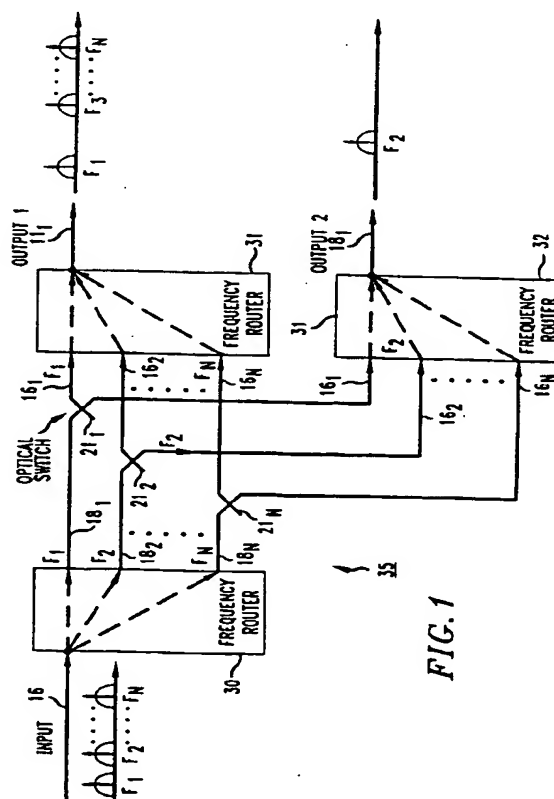 F₁ F₃ Fₙ
OUTPUT 1
11₁
31
FREQUENCY
ROUTER
F₁
16₁
16₂
Fₙ
16ₙ
OPTICAL
SWITCH
21₁
F₂
21₂
21ₙ
F₁
18₁
F₂
18₂
Fₙ
18ₙ
FREQUENCY
ROUTER
30
16
INPUT
F₁ F₂ Fₙ
F₂
OUTPUT 2
18₁
32
31
FREQUENCY
ROUTER
F₂
16₁
16₂
16ₙ
35
FIG.1